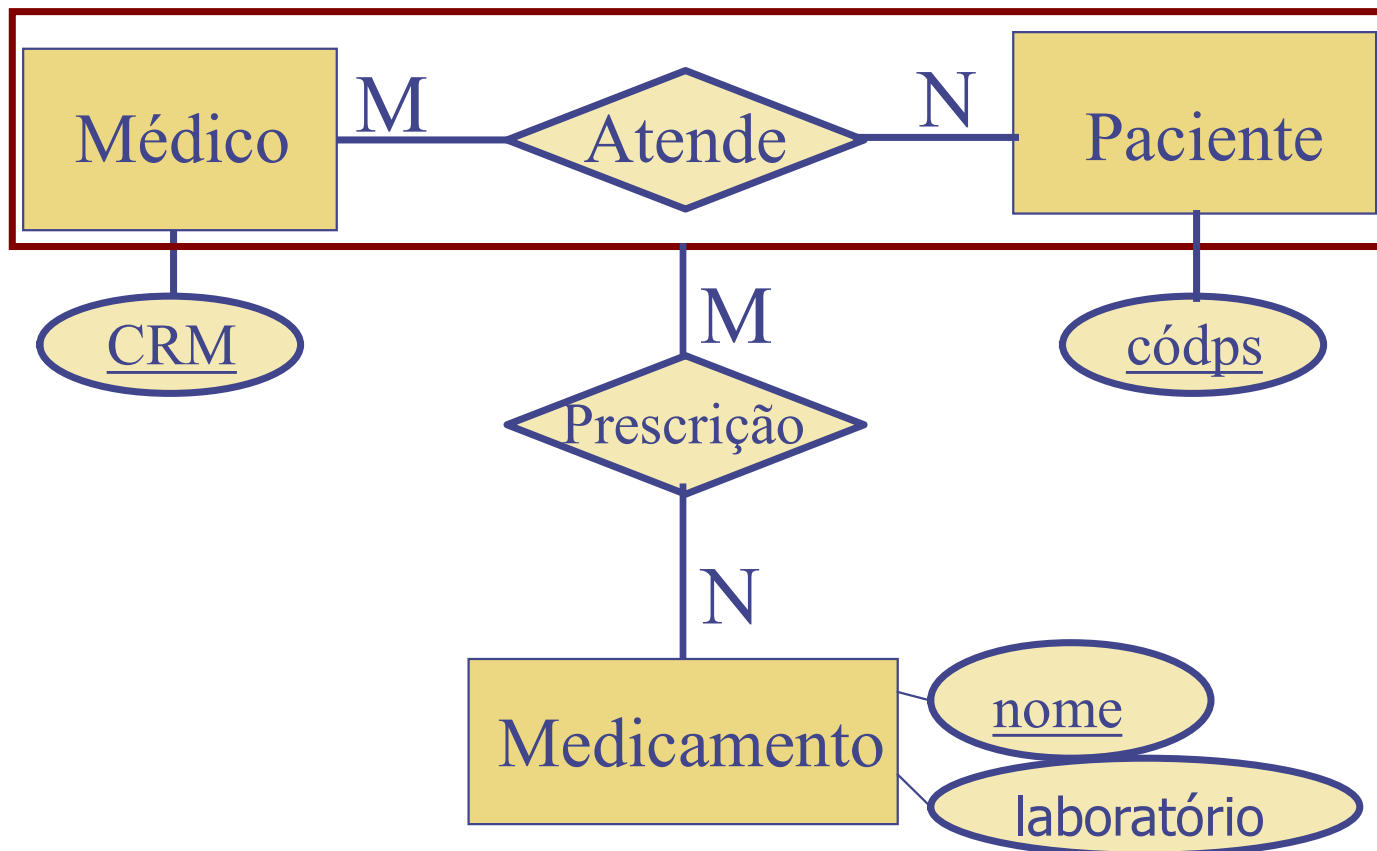 Médico
M
Atende
N
Paciente
CRM
M
códps
Prescrição
N
Medicamento
nome
laboratório